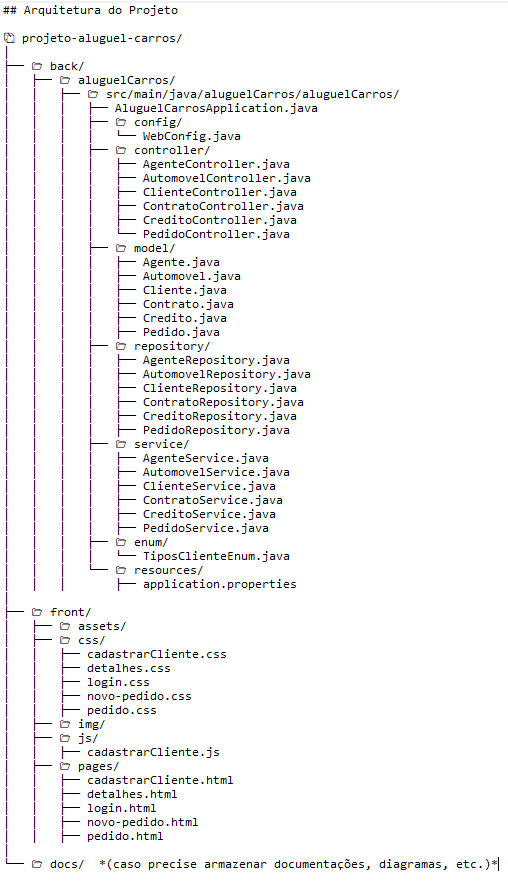 ## Arquitetura do Projeto
projeto-aluguel-carros/
back/
aluguelCarros/
src/main/java/aluguelCarros/aluguelCarros/
AluguelCarrosApplication.java
config/
WebConfig.java
controller/
AgenteController.java
AutomovelController.java
ClienteController.java
ContratoController.java
CreditoController.java
PedidoController.java
model/
Agente.java
Automovel.java
Cliente.java
Contrato.java
Credito.java
Pedido.java
repository/
AgenteRepository.java
AutomovelRepository.java
ClienteRepository.java
ContratoRepository.java
CreditoRepository.java
PedidoRepository.java
service/
AgenteService.java
AutomovelService.java
ClienteService.java
ContratoService.java
CreditoService.java
PedidoService.java
enum/
TiposClienteEnum.java
resources/
application.properties
front/
assets/
css/
cadastrarCliente.css
detalhes.css
login.css
novo-pedido.css
pedido.css
img/
js/
cadastrarCliente.js
pages/
cadastrarCliente.html
detalhes.html
login.html
novo-pedido.html
pedido.html
docs/  *(caso precise armazenar documentações, diagramas, etc.)*